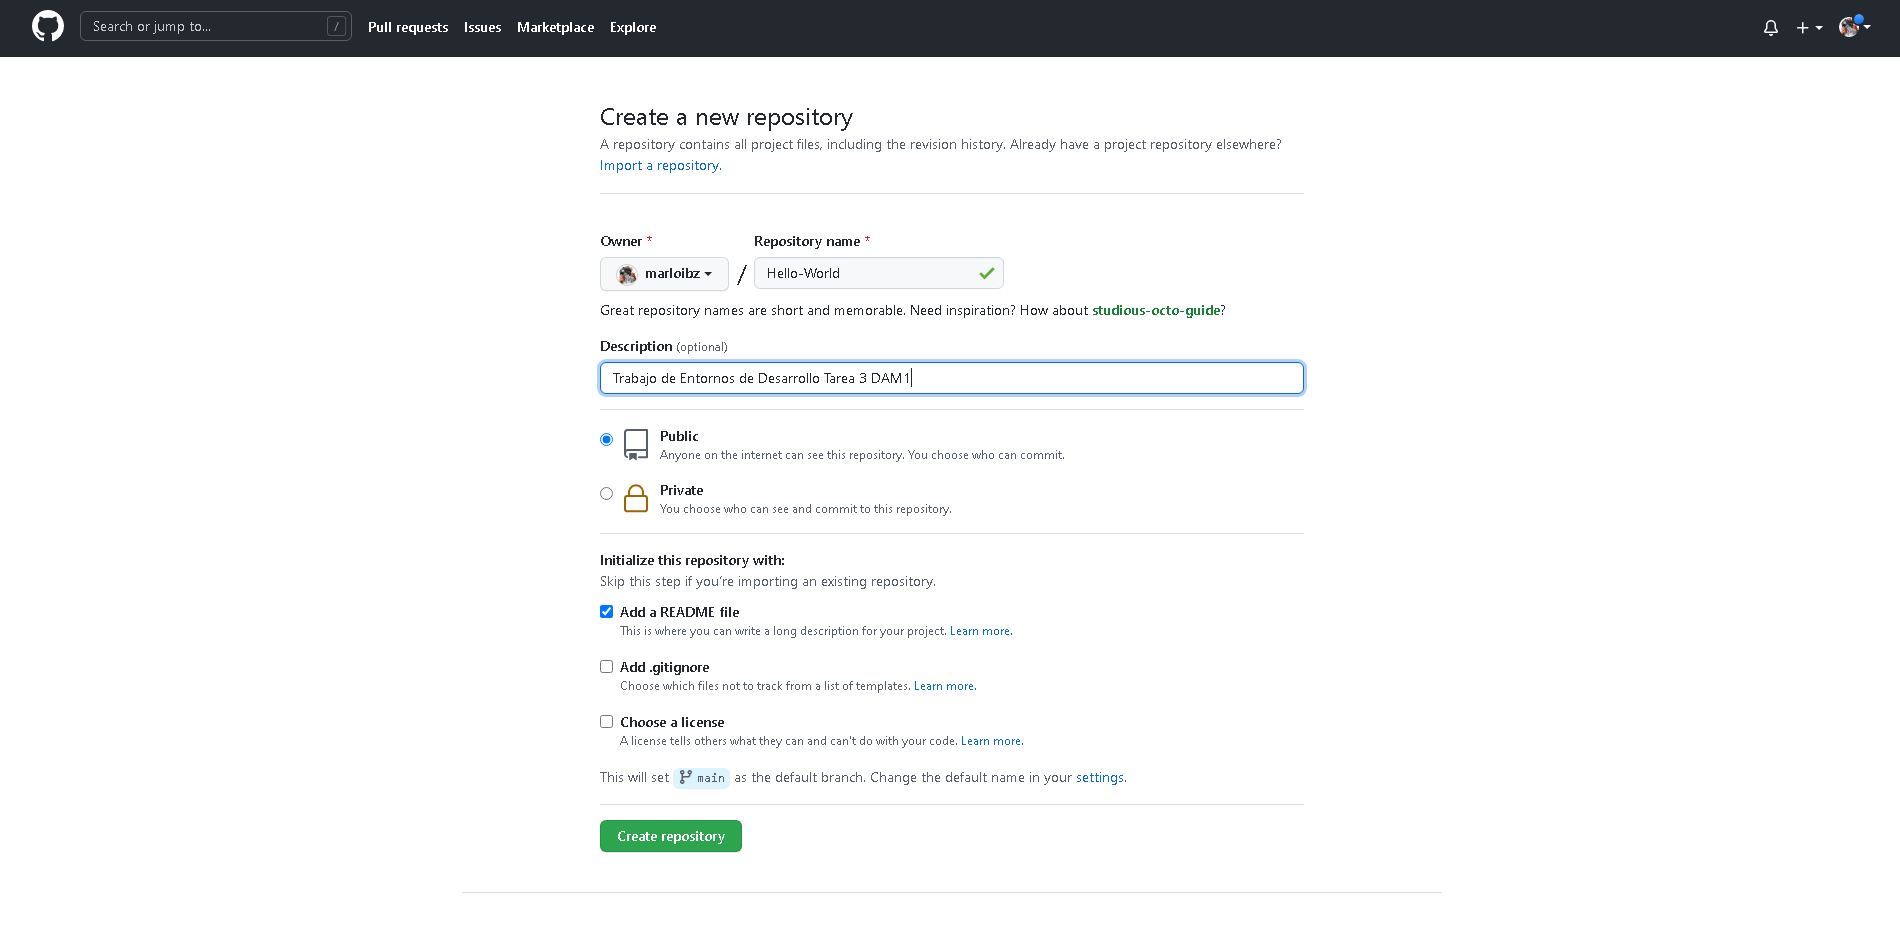 Search or jump to... / Pull requests Issues Marketplace Explore
Create a new repository
A repository contains all project files, including the revision history. Already have a project repository elsewhere?
Import a repository.
Owner * Repository name *
marloibz / Hello-World
Great repository names are short and memorable. Need inspiration? How about studious-octo-guide?
Description (optional)
Trabajo de Entornos de Desarrollo Tarea 3 DAM1
Public
Anyone on the internet can see this repository. You choose who can commit.
Private
You choose who can see and commit to this repository.
Initialize this repository with:
Skip this step if you're importing an existing repository.
Add a README file
This is where you can write a long description for your project. Learn more.
Add .gitignore
Choose which files not to track from a list of templates. Learn more.
Choose a license
A license tells others what they can and can't do with your code. Learn more.
This will set main as the default branch. Change the default name in your settings.
Create repository